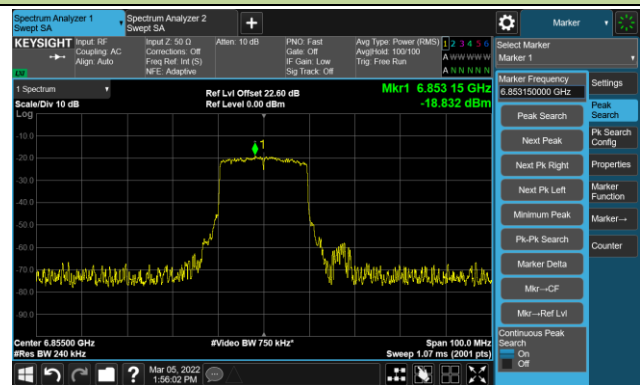 Spectrum Analyzer 1
Swept SA
Spectrum Analyzer 2
Swept SA
+
Marker
KEYSIGHT
Input: RF
Coupling: AC
Align: Auto
Input Z: 50 Ω
Corrections: Off
Freq Ref: Int (S)
NFE: Adaptive
Atten: 10 dB
PNO: Fast
Gate: Off
IF Gain: Low
Sig Track: Off
Avg Type: Power (RMS)
Avg|Hold: 100/100
Trig: Free Run
1 2 3 4 5 6
A W W W W W
A N N N N N
Select Marker
Marker 1
1 Spectrum
Scale/Div 10 dB
Log
Ref Lvl Offset 22.60 dB
Ref Level 0.00 dBm
Mkr1 6.853 15 GHz
-18.832 dBm
-10.0
-20.0
-30.0
-40.0
-50.0
-60.0
-70.0
-80.0
-90.0
1
Center 6.85500 GHz
#Res BW 240 kHz
#Video BW 750 kHz*
Span 100.0 MHz
Sweep 1.07 ms (2001 pts)
Marker Frequency
6.853150000 GHz
Peak Search
Next Peak
Next Pk Right
Next Pk Left
Minimum Peak
Pk-Pk Search
Marker Delta
Mkr→CF
Mkr→Ref Lvl
Continuous Peak
Search
On
Off
Settings
Peak
Search
Pk Search
Config
Properties
Marker
Function
Marker→
Counter
?
Mar 05, 2022
1:56:02 PM